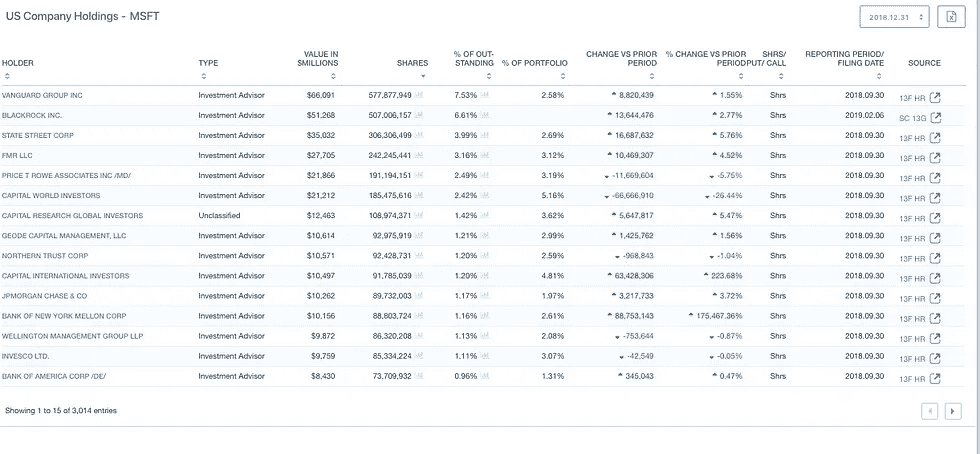 US Company Holdings - MSFT
2018.12.31
HOLDER TYPE VALUE IN $MILLIONS SHARES % OF OUT-STANDING % OF PORTFOLIO CHANGE VS PRIOR PERIOD % CHANGE VS PRIOR PERIOD SHRS/PUT/ CALL REPORTING PERIOD/ FILING DATE SOURCE
VANGUARD GROUP INC Investment Advisor $66,091 577,877,949 7.53% 2.58% 8,820,439 1.55% Shrs 2018.09.30 13F HR
BLACKROCK INC. Investment Advisor $51,268 507,006,157 6.61% 13,644,476 2.77% Shrs 2019.02.06 SC 13G
STATE STREET CORP Investment Advisor $35,032 306,306,499 3.99% 2.69% 16,687,632 5.76% Shrs 2018.09.30 13F HR
FMR LLC Investment Advisor $27,705 242,245,441 3.16% 3.12% 10,469,307 4.52% Shrs 2018.09.30 13F HR
PRICE T ROWE ASSOCIATES INC /MD/ Investment Advisor $21,866 191,194,151 2.49% 3.19% -11,669,604 -5.75% Shrs 2018.09.30 13F HR
CAPITAL WORLD INVESTORS Investment Advisor $21,212 185,475,616 2.42% 5.16% -66,666,910 -26.44% Shrs 2018.09.30 13F HR
CAPITAL RESEARCH GLOBAL INVESTORS Unclassified $12,463 108,974,371 1.42% 3.62% 5,647,817 5.47% Shrs 2018.09.30 13F HR
GEODE CAPITAL MANAGEMENT, LLC Investment Advisor $10,614 92,975,919 1.21% 2.99% 1,425,762 1.56% Shrs 2018.09.30 13F HR
NORTHERN TRUST CORP Investment Advisor $10,571 92,428,731 1.20% 2.59% -968,843 -1.04% Shrs 2018.09.30 13F HR
CAPITAL INTERNATIONAL INVESTORS Investment Advisor $10,497 91,785,039 1.20% 4.81% 63,428,306 223.68% Shrs 2018.09.30 13F HR
JPMORGAN CHASE & CO Investment Advisor $10,262 89,732,003 1.17% 1.97% 3,217,733 3.72% Shrs 2018.09.30 13F HR
BANK OF NEW YORK MELLON CORP Investment Advisor $10,156 88,803,724 1.16% 2.61% 88,753,143 175,467.36% Shrs 2018.09.30 13F HR
WELLINGTON MANAGEMENT GROUP LLP Investment Advisor $9,872 86,320,208 1.13% 2.08% -753,644 -0.87% Shrs 2018.09.30 13F HR
INVESCO LTD. Investment Advisor $9,759 85,334,224 1.11% 3.07% -42,549 -0.05% Shrs 2018.09.30 13F HR
BANK OF AMERICA CORP /DE/ Investment Advisor $8,430 73,709,932 0.96% 1.31% 345,043 0.47% Shrs 2018.09.30 13F HR
Showing 1 to 15 of 3,014 entries